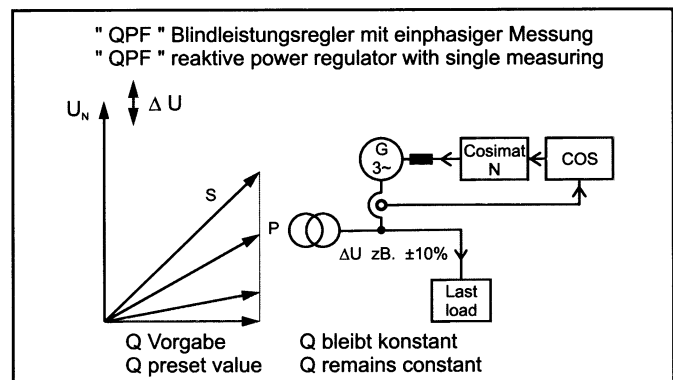 " QPF " Blindleistungsregler mit einphasiger Messung
" QPF " reaktive power regulator with single measuring
U_N
Δ U
S
P
G
3~
Cosimat
N
COS
ΔU zB. ±10%
Last
load
Q Vorgabe
Q bleibt konstant
Q preset value
Q remains constant